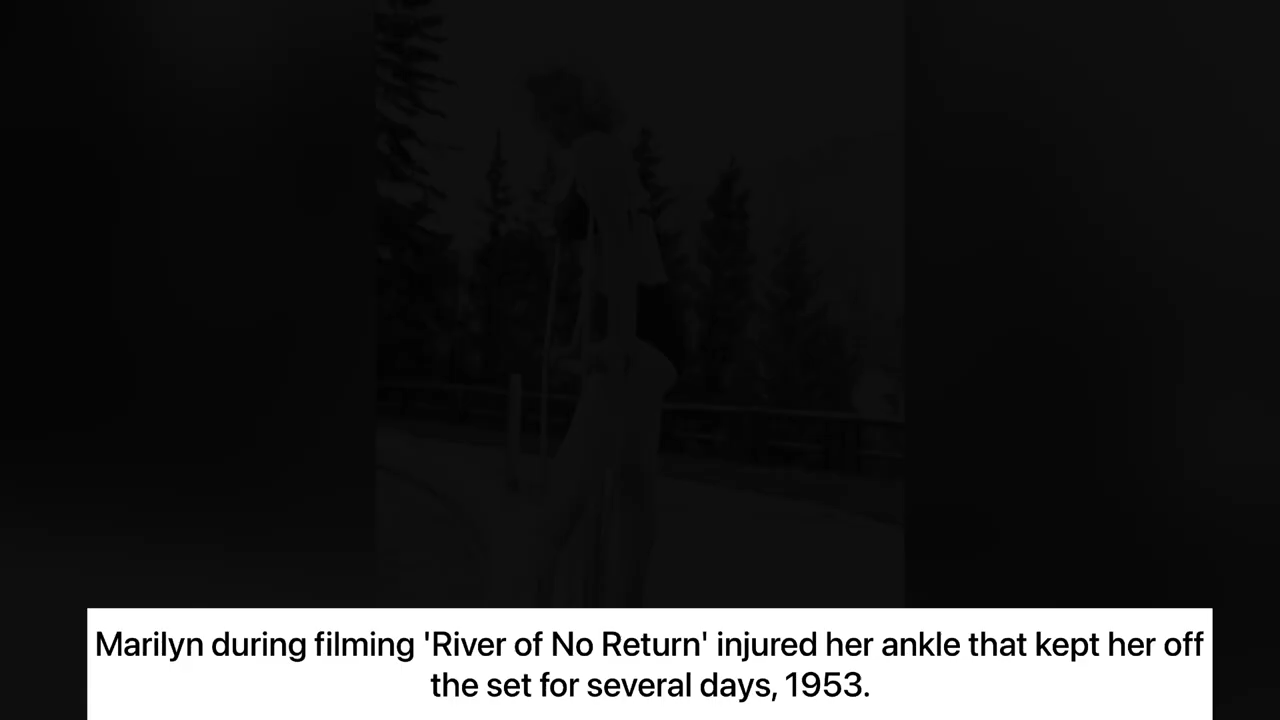 Marilyn during filming 'River of No Return' injured her ankle that kept her off
the set for several days, 1953.